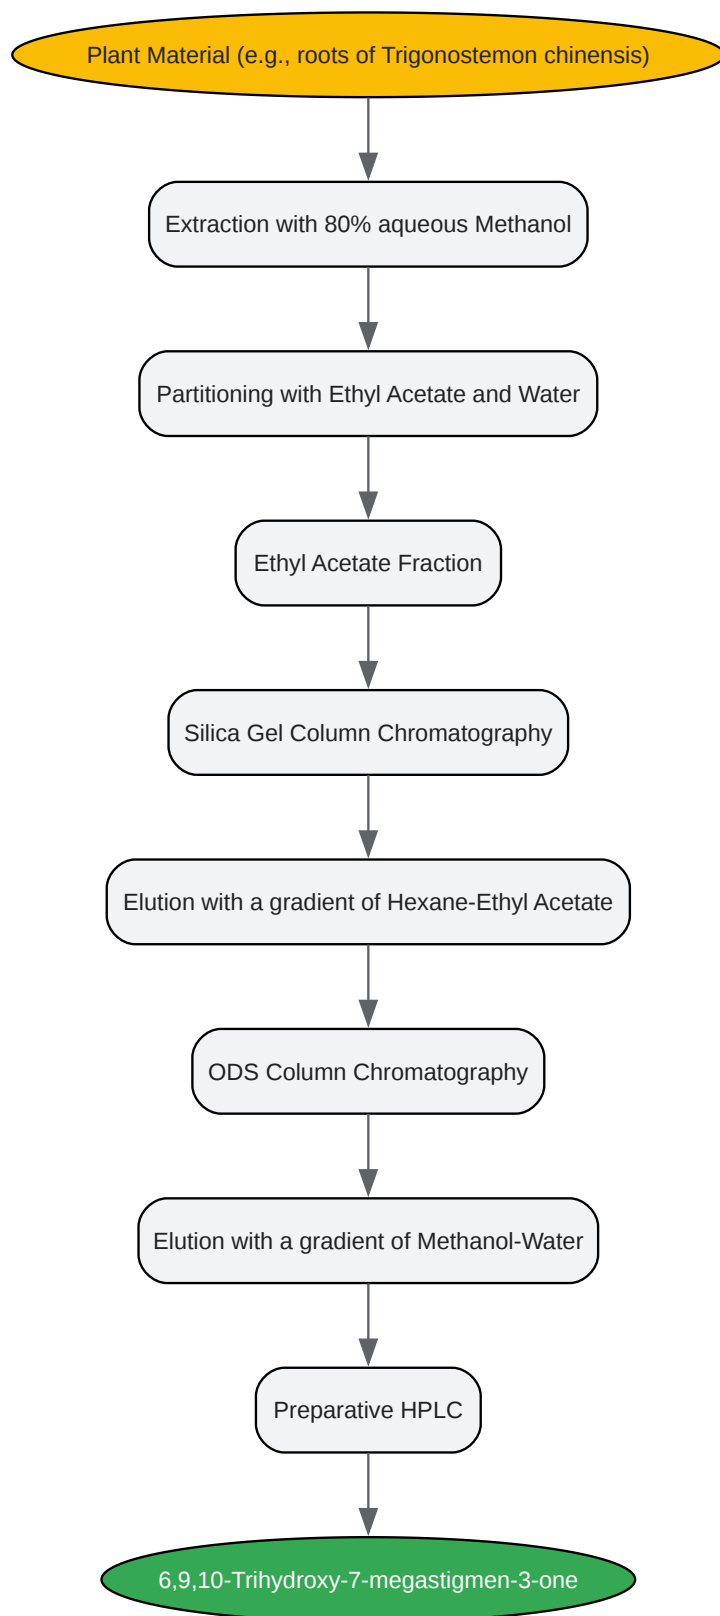 Plant Material (e.g., roots of Trigonostemon chinensis)
Extraction with 80% aqueous Methanol
Partitioning with Ethyl Acetate and Water
Ethyl Acetate Fraction
Silica Gel Column Chromatography
Elution with a gradient of Hexane-Ethyl Acetate
ODS Column Chromatography
Elution with a gradient of Methanol-Water
Preparative HPLC
6,9,10-Trihydroxy-7-megastigmen-3-one